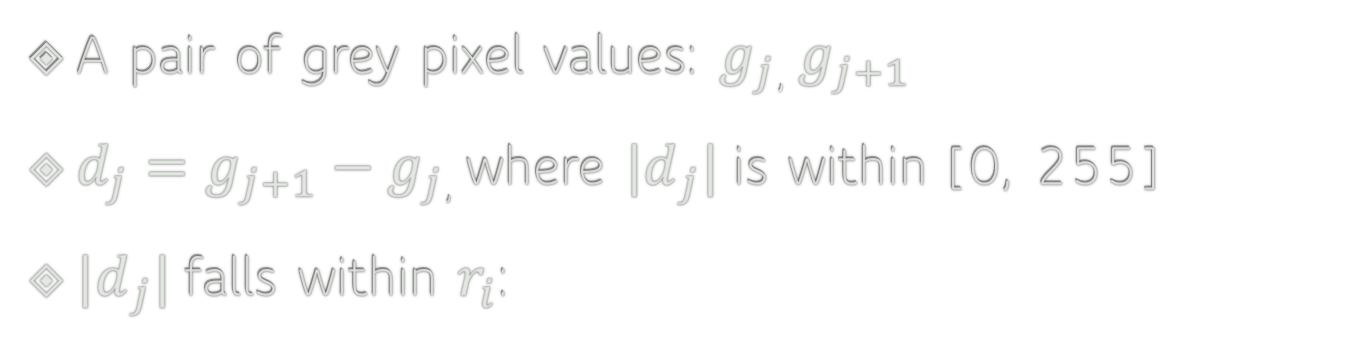 A pair of grey pixel values: gⱼ, gⱼ₊₁
dⱼ = gⱼ₊₁ − gⱼ, where |dⱼ| is within [0, 255]
|dⱼ| falls within rᵢ: